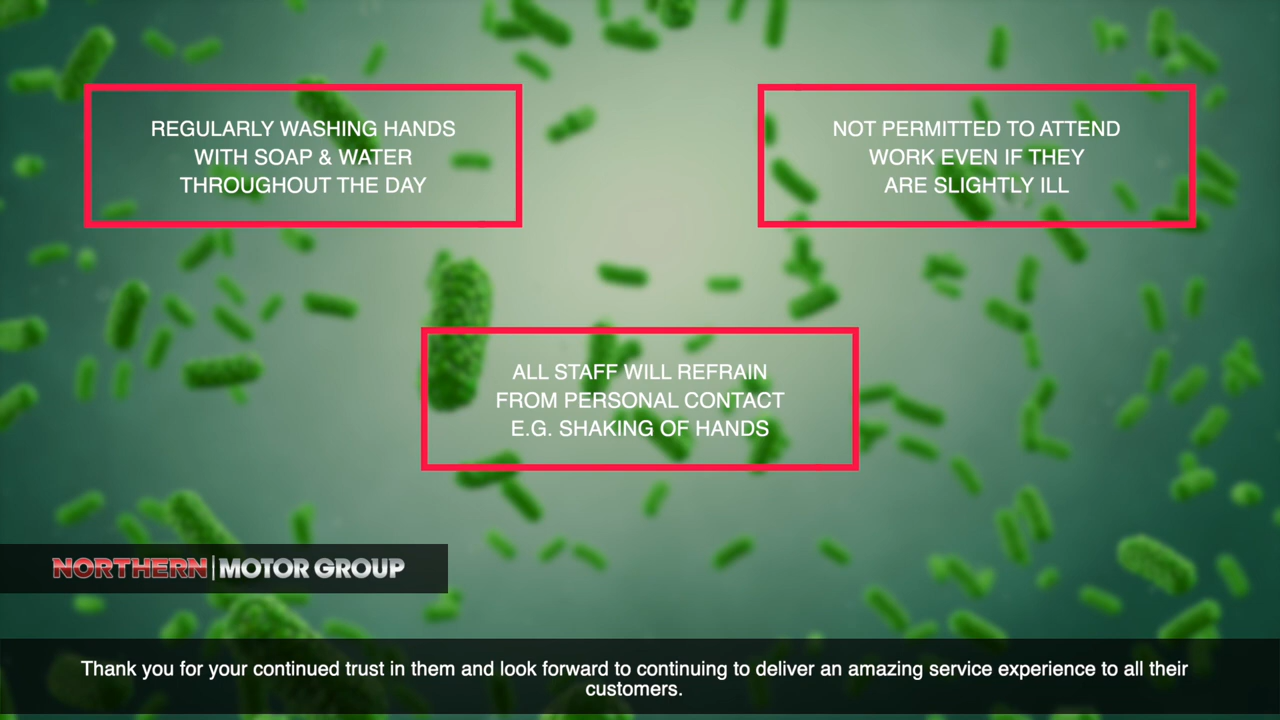 REGULARLY WASHING HANDS
WITH SOAP & WATER
THROUGHOUT THE DAY
NOT PERMITTED TO ATTEND
WORK EVEN IF THEY
ARE SLIGHTLY ILL
ALL STAFF WILL REFRAIN
FROM PERSONAL CONTACT
E.G. SHAKING OF HANDS
NORTHERN|MOTOR GROUP
Thank you for your continued trust in them and look forward to continuing to deliver an amazing service experience to all their
customers.